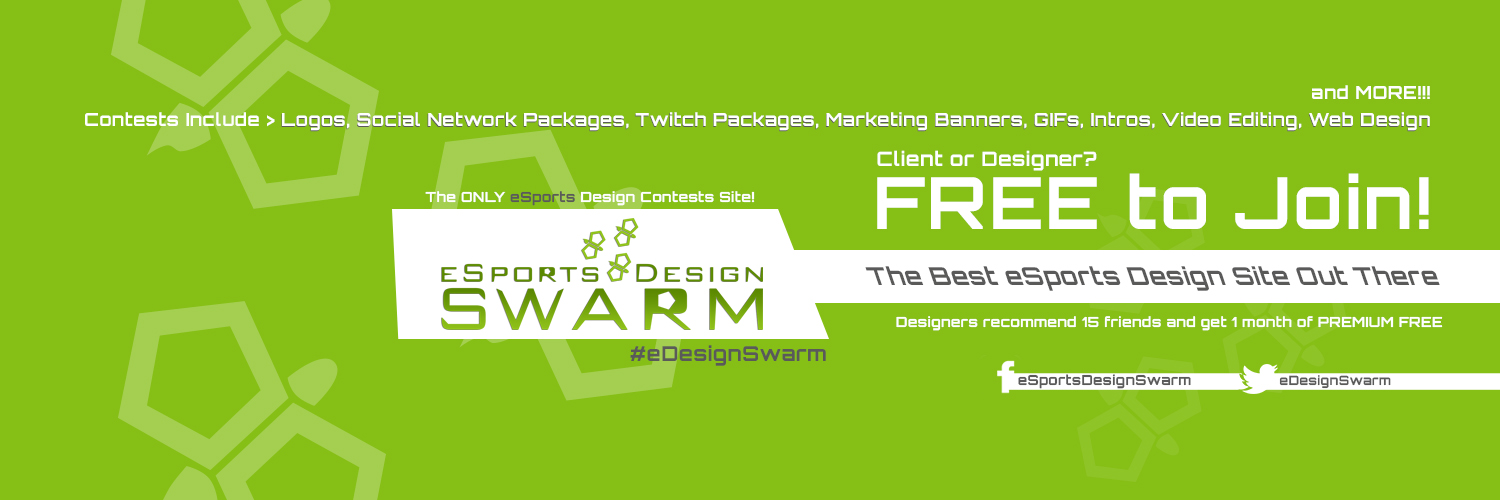 and MORE!!!
Contests Include > Logos, Social Network Packages, Twitch Packages, Marketing Banners, GIFs, Intros, Video Editing, Web Design
Client or Designer?
FREE to Join!
The ONLY eSports Design Contests Site!
eSports Design
SWARM
#eDesignSwarm
The Best eSports Design Site Out There
Designers recommend 15 friends and get 1 month of PREMIUM FREE
eSportsDesignSwarm
eDesignSwarm